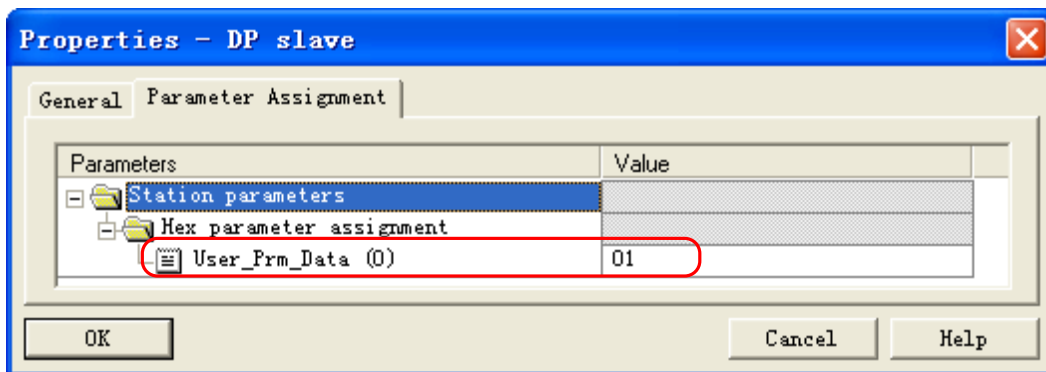 Properties - DP slave
General Parameter Assignment
Parameters Value
Station parameters
Hex parameter assignment
User_Prm_Data (0) 01
OK Cancel Help